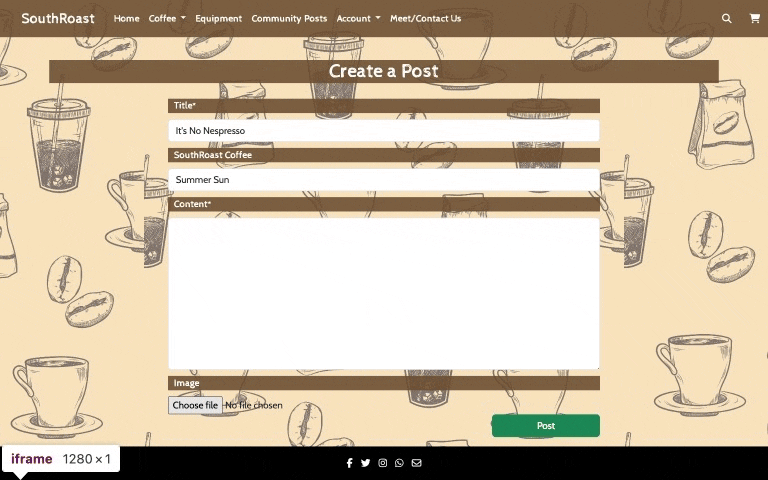 SouthRoast Home Coffee Equipment Community Posts Account Meet/Contact Us
Create a Post
Title*
It's No Nespresso
SouthRoast Coffee
Summer Sun
Content*
Image
Choose file No file chosen
Post
iframe 1280×1